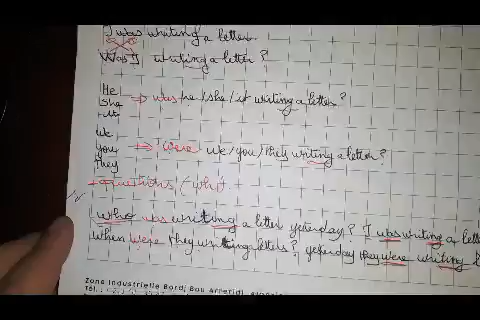 I was writing a letter.
Was I writing a letter?
He
She
It
→ was he/she/it writing a letter?
We
you
they
→ were we/you/they writing a letter?
+ questions (wh).
who was writing a letter yesterday? I was writing a
when were they writing letters? yesterday they were writing
Zone Industrielle Bordj Bou Arreridj,
Tél. :